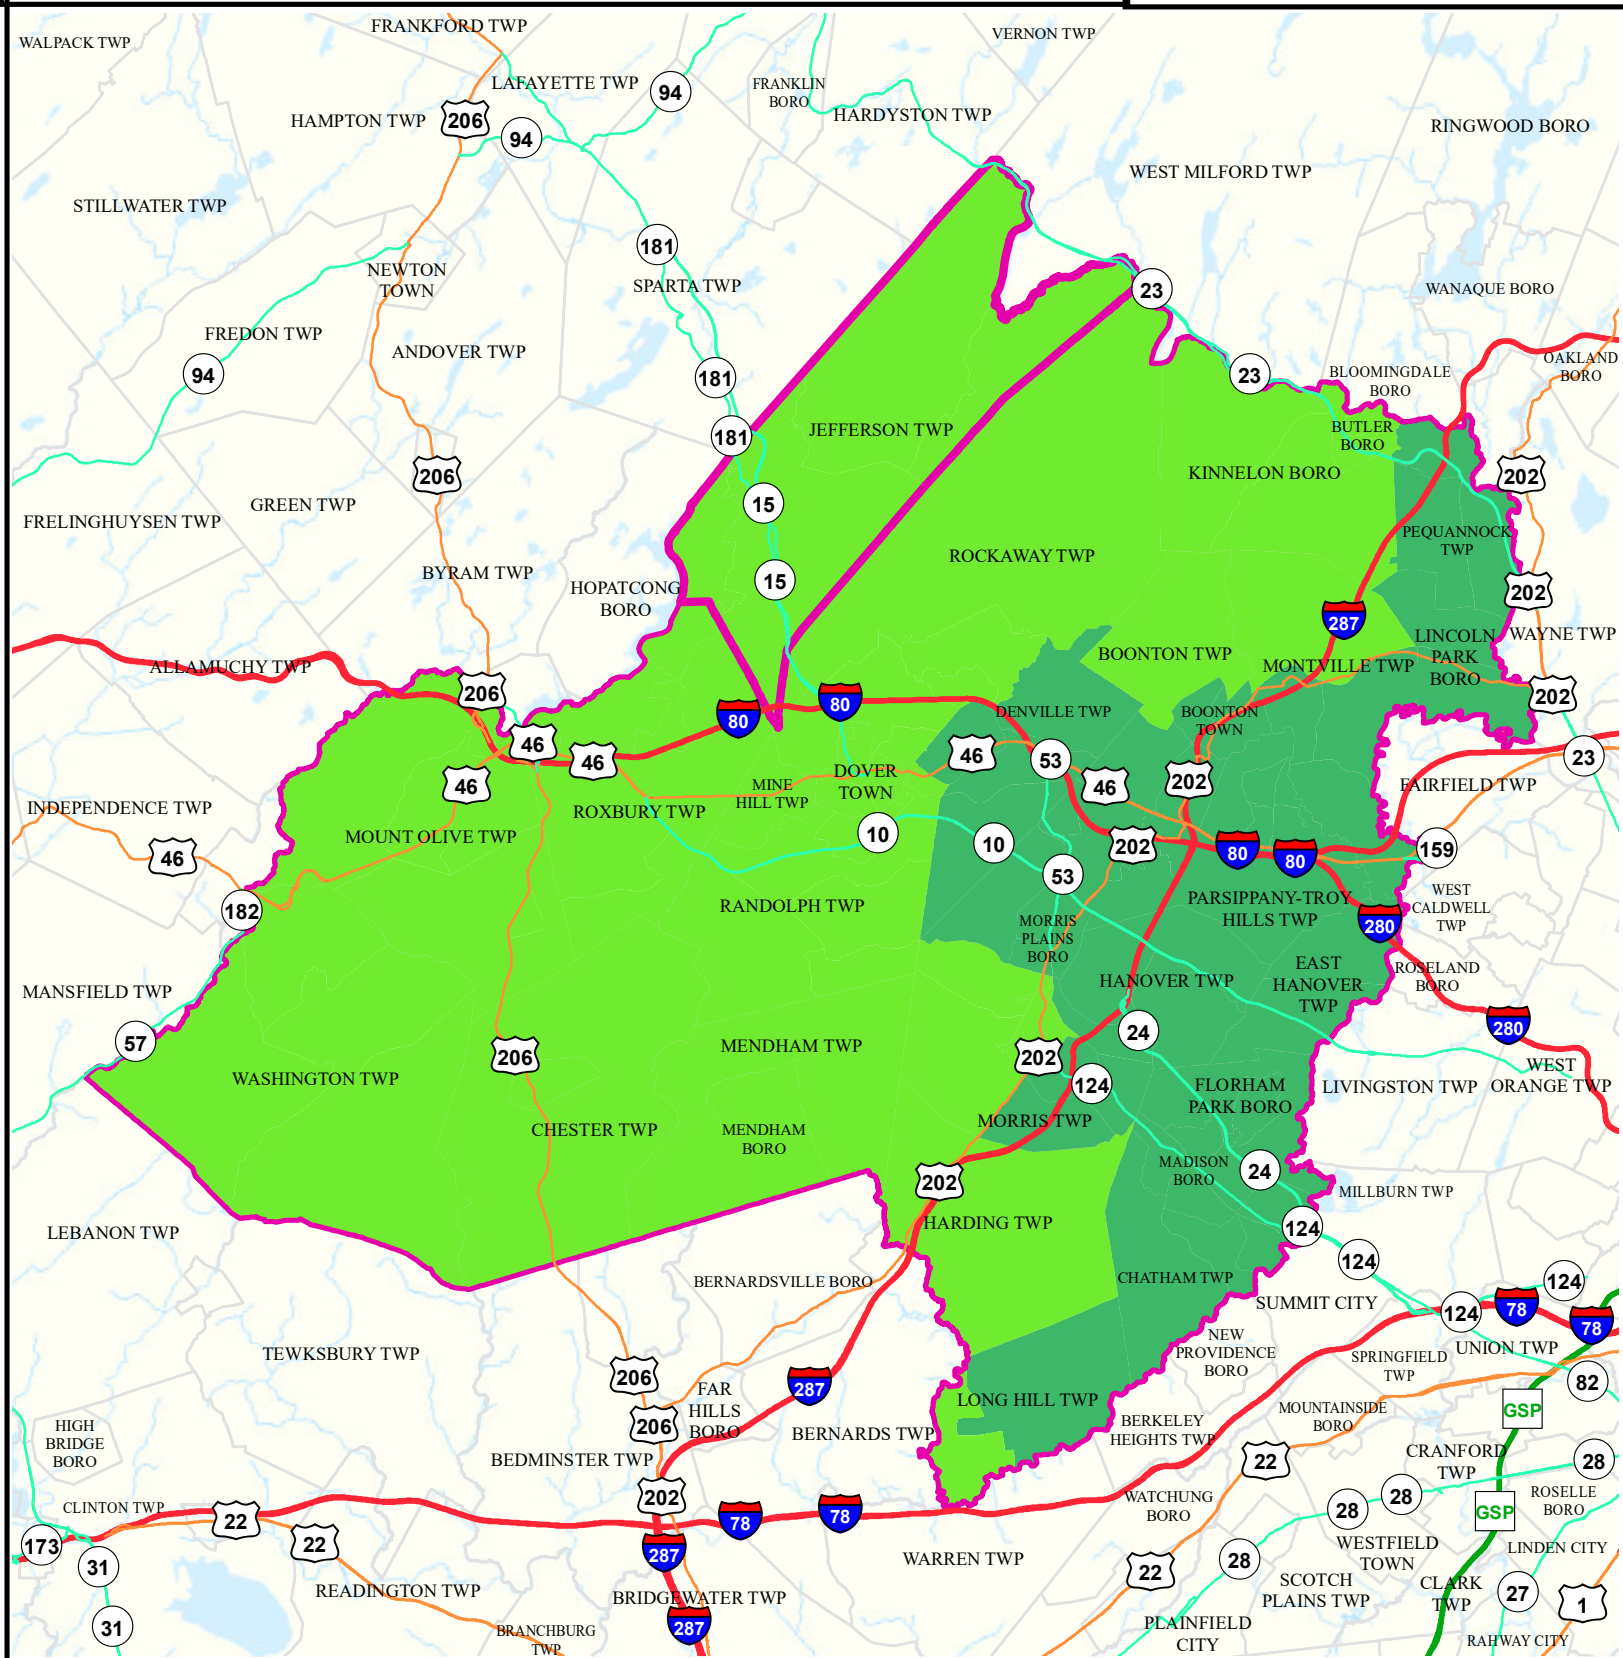 FRANKFORD TWP
WALPACK TWP
VERNON TWP
LAFAYETTE TWP
94
FRANKLIN
BORO
HARDYSTON TWP
HAMPTON TWP
206
94
RINGWOOD BORO
WEST MILFORD TWP
STILLWATER TWP
181
NEWTON
TOWN
SPARTA TWP
23
WANAQUE BORO
FREDON TWP
ANDOVER TWP
94
181
23
BLOOMINGDALE
BORO
OAKLAND
BORO
181
JEFFERSON TWP
BUTLER
BORO
206
KINNELON BORO
202
15
GREEN TWP
FRELINGHUYSEN TWP
PEQUANNOCK
TWP
ROCKAWAY TWP
BYRAM TWP
15
HOPATCONG
BORO
202
287
LINCOLN
PARK
BORO
WAYNE TWP
ALLAMUCHY TWP
BOONTON TWP
MONTVILLE TWP
206
80
80
202
DENVILLE TWP
BOONTON
TOWN
46
46
46
53
23
46
MINE
HILL TWP
DOVER
TOWN
46
202
FAIRFIELD TWP
INDEPENDENCE TWP
ROXBURY TWP
MOUNT OLIVE TWP
10
10
202
80
80
159
46
53
182
RANDOLPH TWP
PARSIPPANY-TROY
HILLS TWP
WEST
CALDWELL
TWP
MORRIS
PLAINS
BORO
280
MANSFIELD TWP
HANOVER TWP
EAST
HANOVER
TWP
ROSELAND
BORO
57
24
280
206
MENDHAM TWP
202
WASHINGTON TWP
124
FLORHAM
PARK BORO
LIVINGSTON TWP
WEST
ORANGE TWP
CHESTER TWP
MENDHAM
BORO
MORRIS TWP
MADISON
BORO
24
202
MILLBURN TWP
LEBANON TWP
HARDING TWP
124
124
BERNARDSVILLE BORO
CHATHAM TWP
124
SUMMIT CITY
124
78
78
TEWKSBURY TWP
NEW
PROVIDENCE
BORO
UNION TWP
SPRINGFIELD
TWP
206
287
82
FAR
HILLS
BORO
LONG HILL TWP
GSP
206
MOUNTAINSIDE
BORO
HIGH
BRIDGE
BORO
BERNARDS TWP
BERKELEY
HEIGHTS TWP
BEDMINSTER TWP
22
CRANFORD
TWP
28
202
28
28
CLINTON TWP
22
78
78
WATCHUNG
BORO
GSP
ROSELLE
BORO
173
22
287
WARREN TWP
28
WESTFIELD
TOWN
LINDEN CITY
31
22
READINGTON TWP
BRIDGEWATER TWP
SCOTCH
PLAINS TWP
CLARK
TWP
27
1
31
287
BRANCHBURG
TWP
PLAINFIELD
CITY
RAHWAY CITY